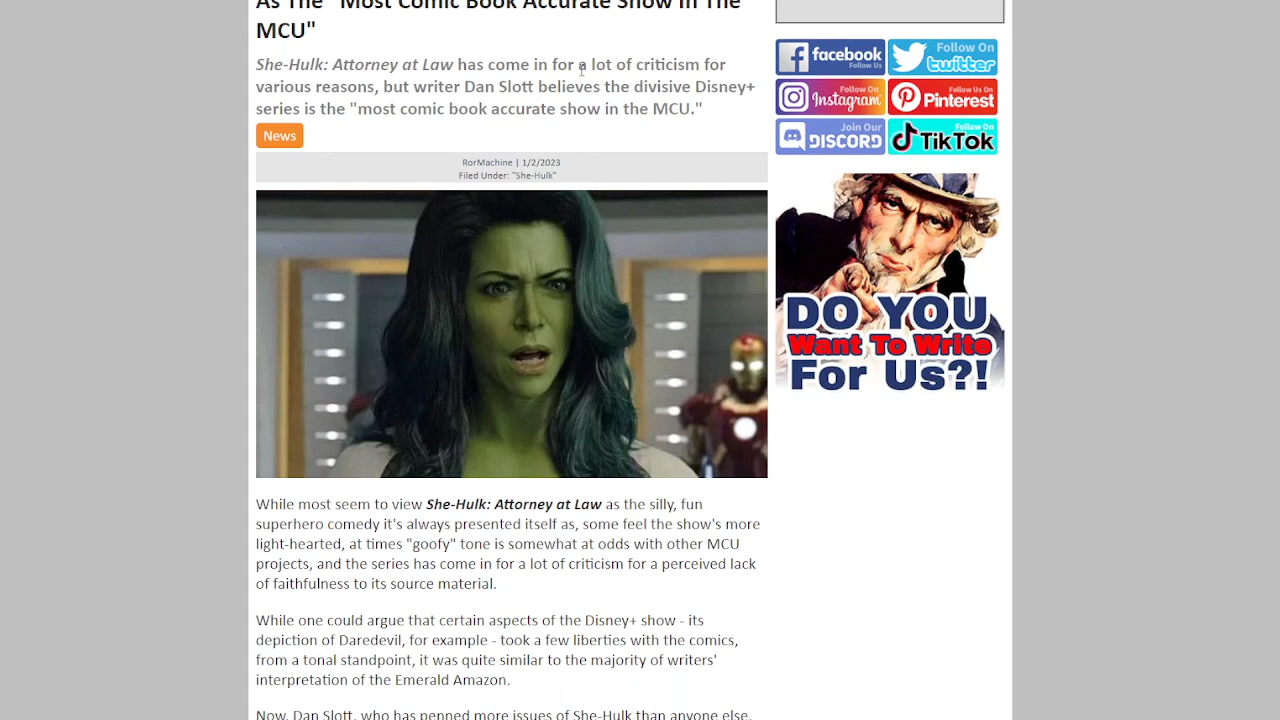 As The "Most Comic Book Accurate Show In The
MCU"
She-Hulk: Attorney at Law has come in for a lot of criticism for
various reasons, but writer Dan Slott believes the divisive Disney+
series is the "most comic book accurate show in the MCU."
News
RorMachine | 1/2/2023
Filed Under: "She-Hulk"
While most seem to view She-Hulk: Attorney at Law as the silly, fun
superhero comedy it's always presented itself as, some feel the show's more
light-hearted, at times "goofy" tone is somewhat at odds with other MCU
projects, and the series has come in for a lot of criticism for a perceived lack
of faithfulness to its source material.
While one could argue that certain aspects of the Disney+ show - its
depiction of Daredevil, for example - took a few liberties with the comics,
from a tonal standpoint, it was quite similar to the majority of writers'
interpretation of the Emerald Amazon.
Now, Dan Slott, who has penned more issues of She-Hulk than anyone else,
facebook
Follow Us
Follow On
twitter
Follow On
Instagram
Follow Us On
Pinterest
Join Our
DISCORD
Follow On
TikTok
DO YOU
Want To Write
For Us?!